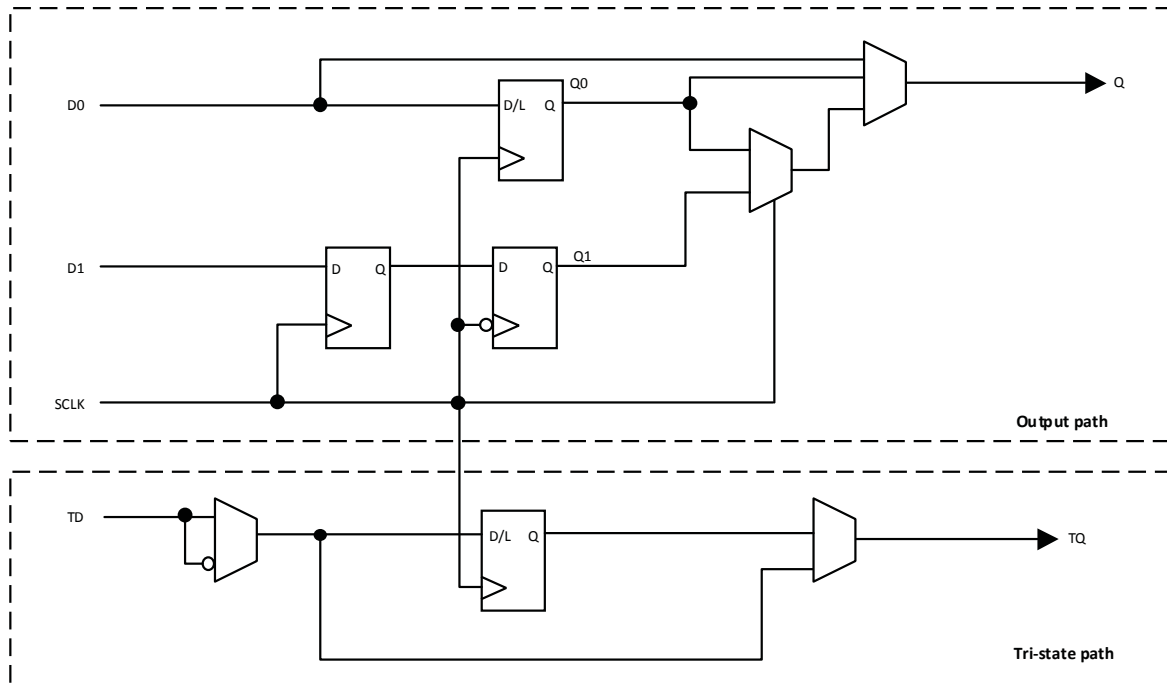 Q0
Q
D0
D/L Q
Q1
D1
D Q
D Q
SCLK
Output path
TD
D/L Q
TQ
Tri-state path